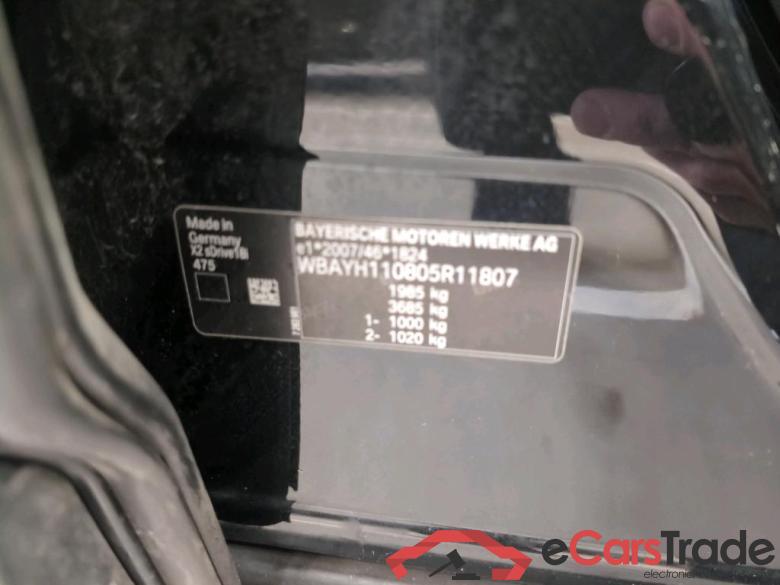 Made in
Germany
X2 sDrive18i
475
BAYERISCHE MOTOREN WERKE AG
e1*2007/46*1824
WBAYH110805R11807
1985 kg
3685 kg
1- 1000 kg
2- 1020 kg
eCarsTrade